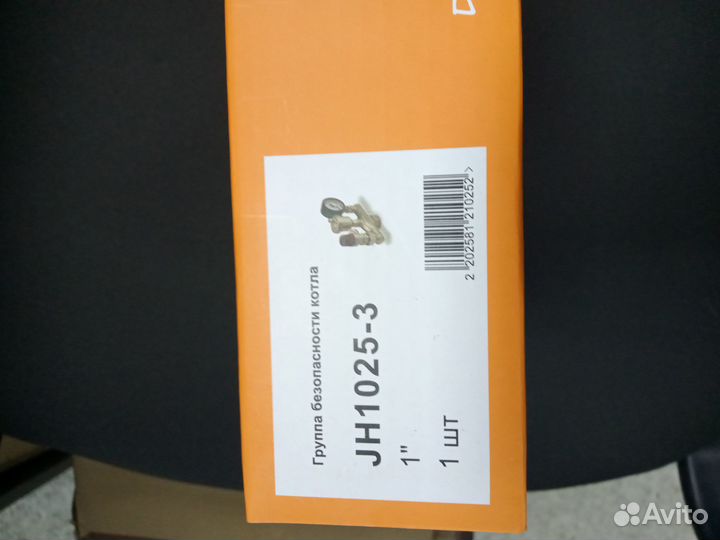 Группа безопасности котла
JH1025-3
1"
1 шт
2 202581 210252 >
Avito